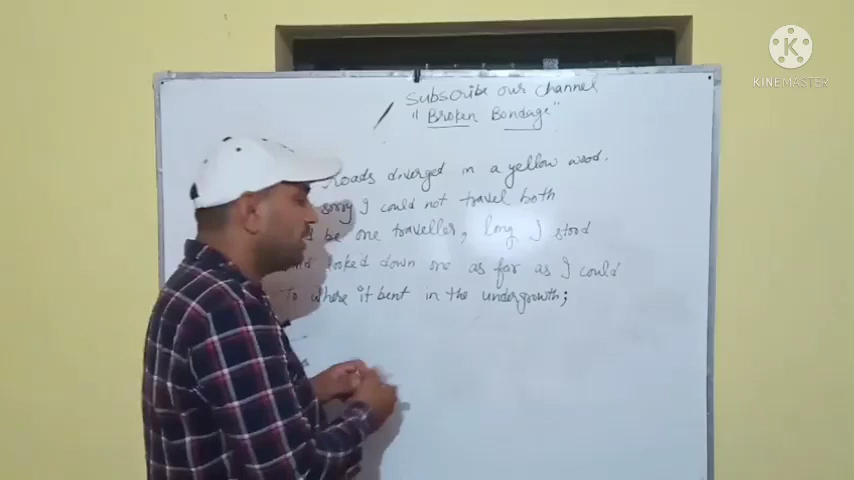 K
KINEMASTER
Subscribe our channel
"Broken Bondage"
Roads diverged in a yellow wood.
sorry I could not travel both
be one traveller, long I stood
looked down one as far as I could
To where it bent in the undergrowth;